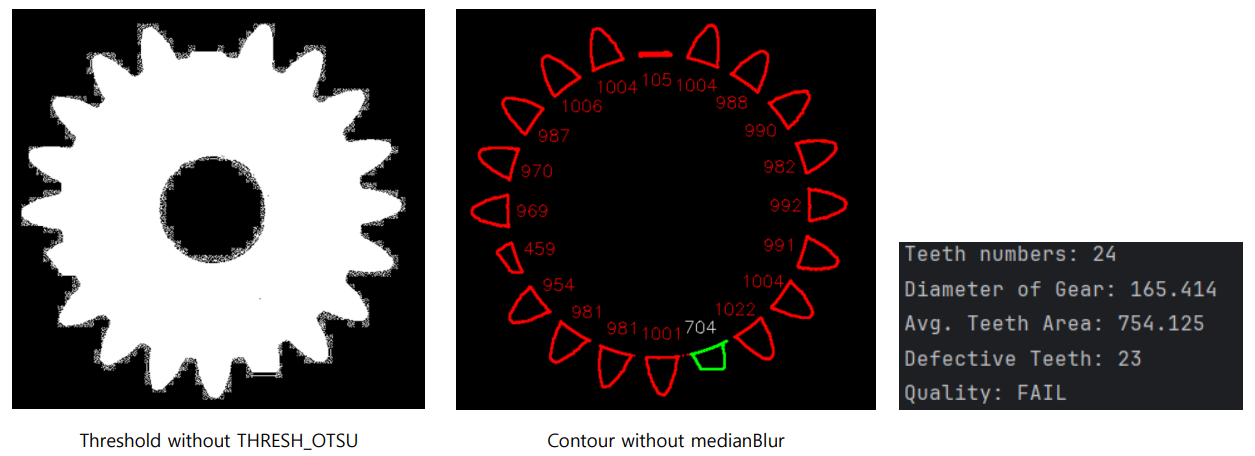 1004 105 1004
1006 988
987 990
970 982
969 992
459 991
954 1004
981 1022
981 1001 704
Teeth numbers: 24
Diameter of Gear: 165.414
Avg. Teeth Area: 754.125
Defective Teeth: 23
Quality: FAIL
Threshold without THRESH_OTSU
Contour without medianBlur